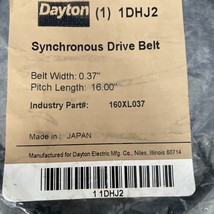 Dayton (1) 1DHJ2
Synchronous Drive Belt
Belt Width: 0.37"
Pitch Length: 16.00"
Industry Part#: 160XL037
Made in: JAPAN
Manufactured for Dayton Electric Mfg. Co., Niles, Illinois 60714
1 1DHJ2